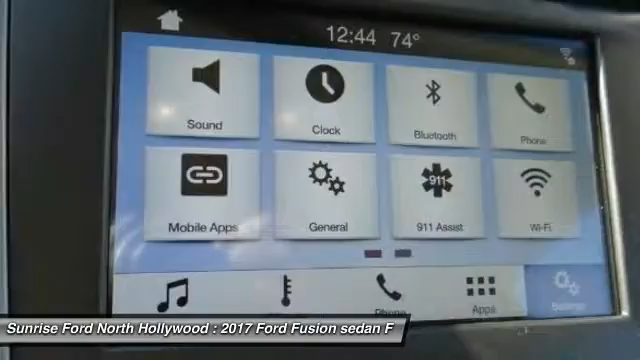 12:44 74°
Sound
Clock
Bluetooth
Phone
Mobile Apps
General
911
911 Assist
Wi-Fi
Phone
Apps
Settings
Sunrise Ford North Hollywood : 2017 Ford Fusion sedan F